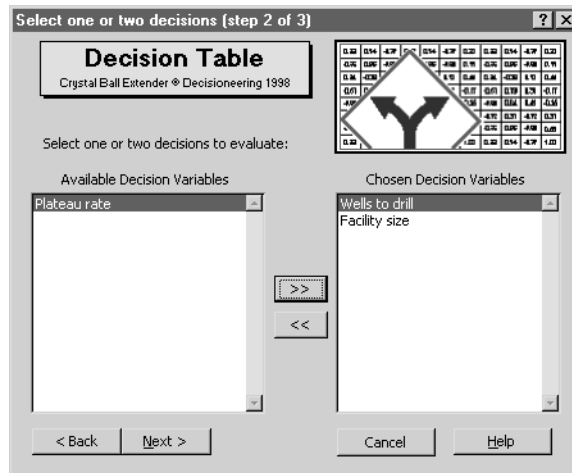 Select one or two decisions (step 2 of 3)
? X
Decision Table
Crystal Ball Extender ® Decisioneering 1998
Select one or two decisions to evaluate:
Available Decision Variables
Plateau rate
Chosen Decision Variables
Wells to drill
Facility size
>>
<<
< Back
Next >
Cancel
Help